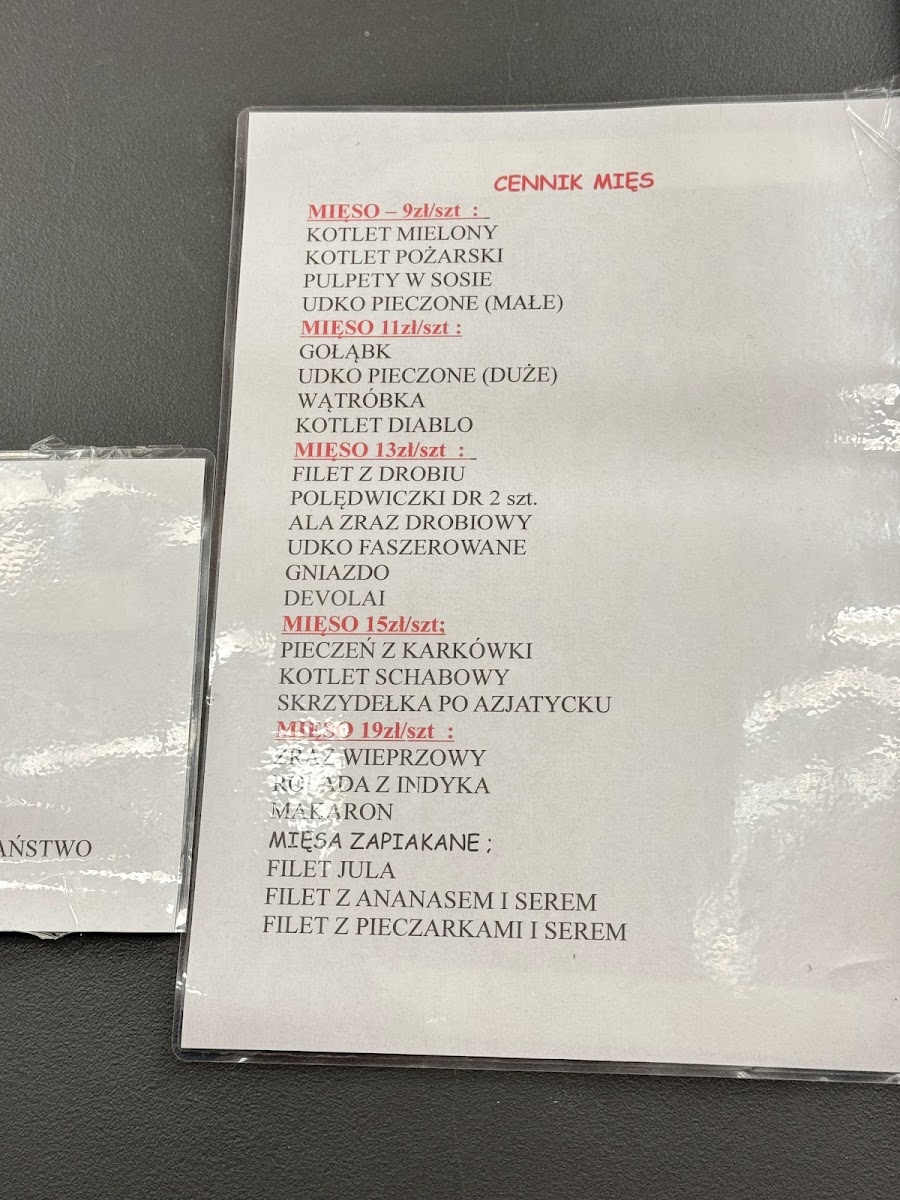 CENNIK MIĘS
MIĘSO – 9zł/szt :
KOTLET MIELONY
KOTLET POŻARSKI
PULPETY W SOSIE
UDKO PIECZONE (MAŁE)
MIĘSO 11zł/szt :
GOŁĄBK
UDKO PIECZONE (DUŻE)
WĄTRÓBKA
KOTLET DIABLO
MIĘSO 13zł/szt :
FILET Z DROBIU
POLĘDWICZKI DR 2 szt.
ALA ZRAZ DROBIOWY
UDKO FASZEROWANE
GNIAZDO
DEVOLAI
MIĘSO 15zł/szt;
PIECZEŃ Z KARKÓWKI
KOTLET SCHABOWY
SKRZYDEŁKA PO AZJATYCKU
MIĘSO 19zł/szt :
ZRAZ WIEPRZOWY
ROLADA Z INDYKA
MAKARON
MIĘSA ZAPIAKANE ;
FILET JULA
FILET Z ANANASEM I SEREM
FILET Z PIECZARKAMI I SEREM
AŃSTWO